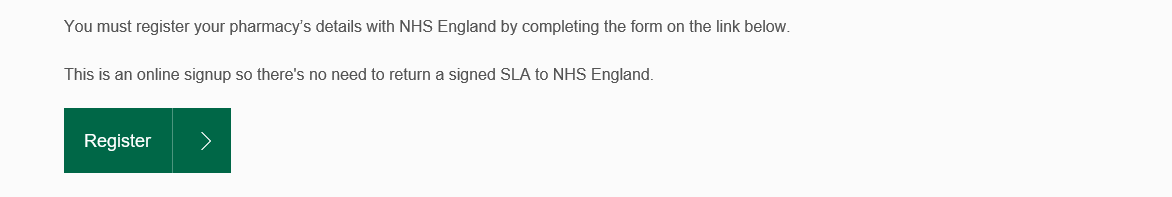 You must register your pharmacy’s details with NHS England by completing the form on the link below.
This is an online signup so there's no need to return a signed SLA to NHS England.
Register